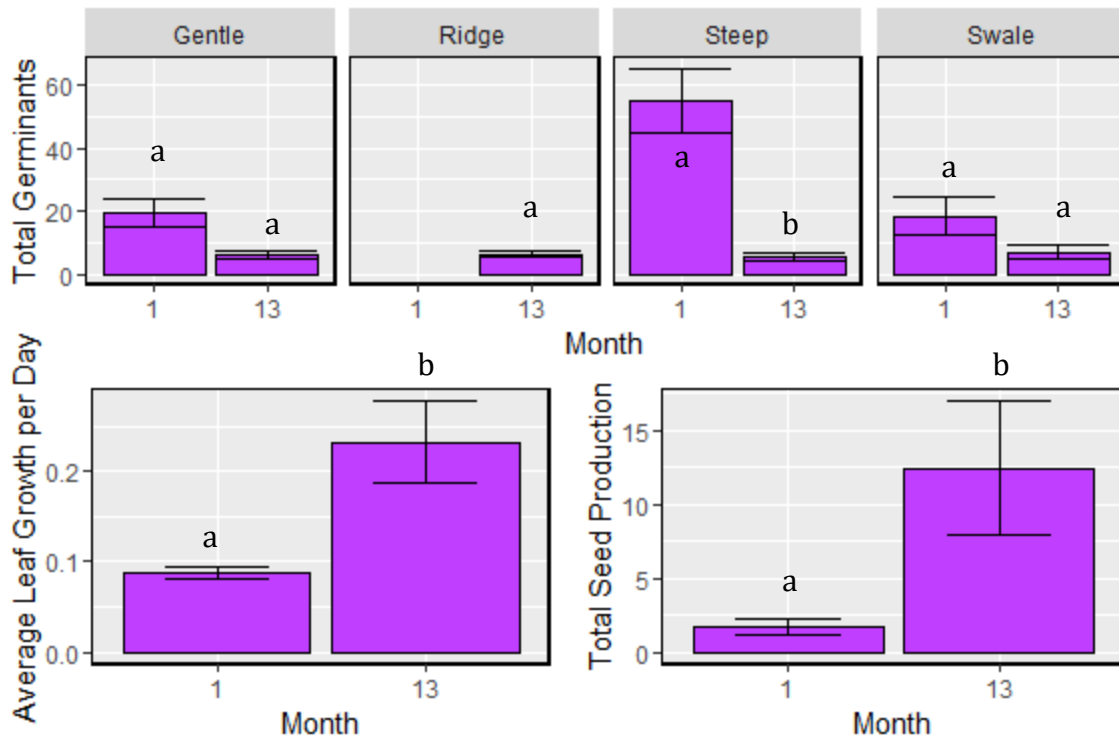 Gentle Ridge Steep Swale
Total Germinants
60
40
20
0
a a a a b a a
1 13 1 13 1 13 1 13
Month
Average Leaf Growth per Day
0.2
0.1
0.0
a b
1 13
Month
Total Seed Production
15
10
5
0
a b
1 13
Month